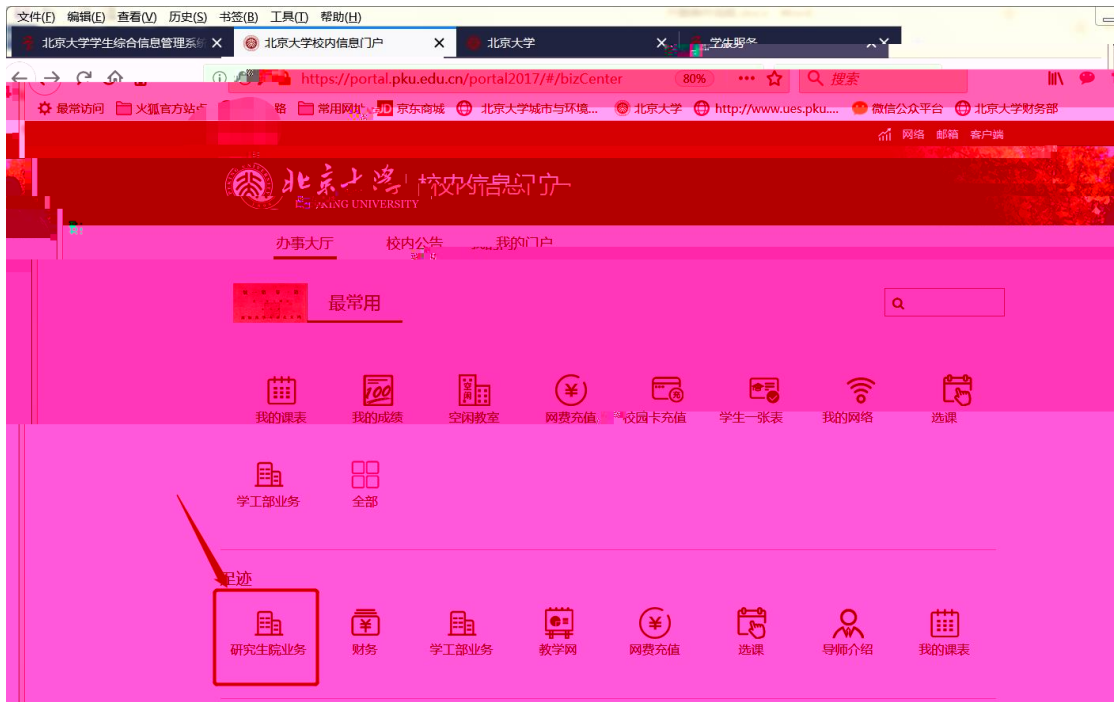 文件(F) 编辑(E) 查看(V) 历史(S) 书签(B) 工具(T) 帮助(H)
北京大学学生综合信息管理系统 北京大学校内信息门户 北京大学 学生服务
https://portal.pku.edu.cn/portal2017/#/bizCenter 80% 搜索
最常访问 火狐官方站点 常用网址 JD 京东商城 北京大学城市与环境... 北京大学 http://www.ues.pku.... 微信公众平台 北京大学财务部
网络 邮箱 客户端
北京大学 校内信息门户
PEKING UNIVERSITY
办事大厅 校内公告 我的门户
最常用
我的课表 我的成绩 空闲教室 网费充值 校园卡充值 学生一张表 我的网络 选课
学工部业务 全部
足迹
研究生院业务 财务 学工部业务 教学网 网费充值 选课 导师介绍 我的课表